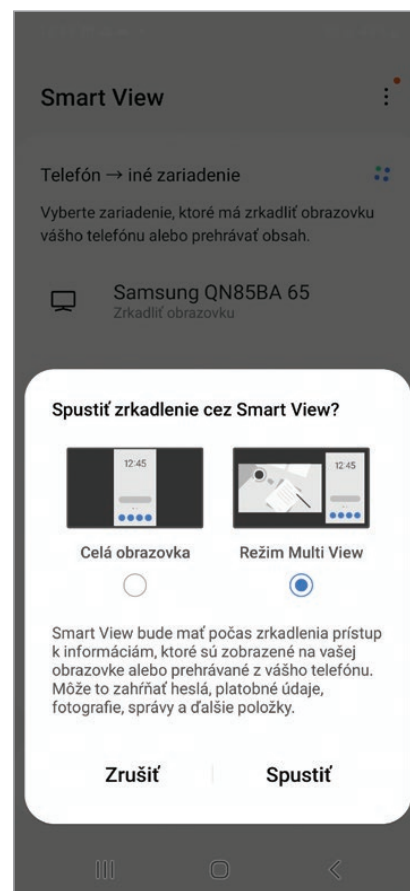 Smart View
Telefón → iné zariadenie
Vyberte zariadenie, ktoré má zrkadliť obrazovku
vášho telefónu alebo prehrávať obsah.
Samsung QN85BA 65
Zrkadliť obrazovku
Spustiť zrkadlenie cez Smart View?
12:45
12:45
Celá obrazovka
Režim Multi View
Smart View bude mať počas zrkadlenia prístup
k informáciám, ktoré sú zobrazené na vašej
obrazovke alebo prehrávané z vášho telefónu.
Môže to zahŕňať heslá, platobné údaje,
fotografie, správy a ďalšie položky.
Zrušiť
Spustiť